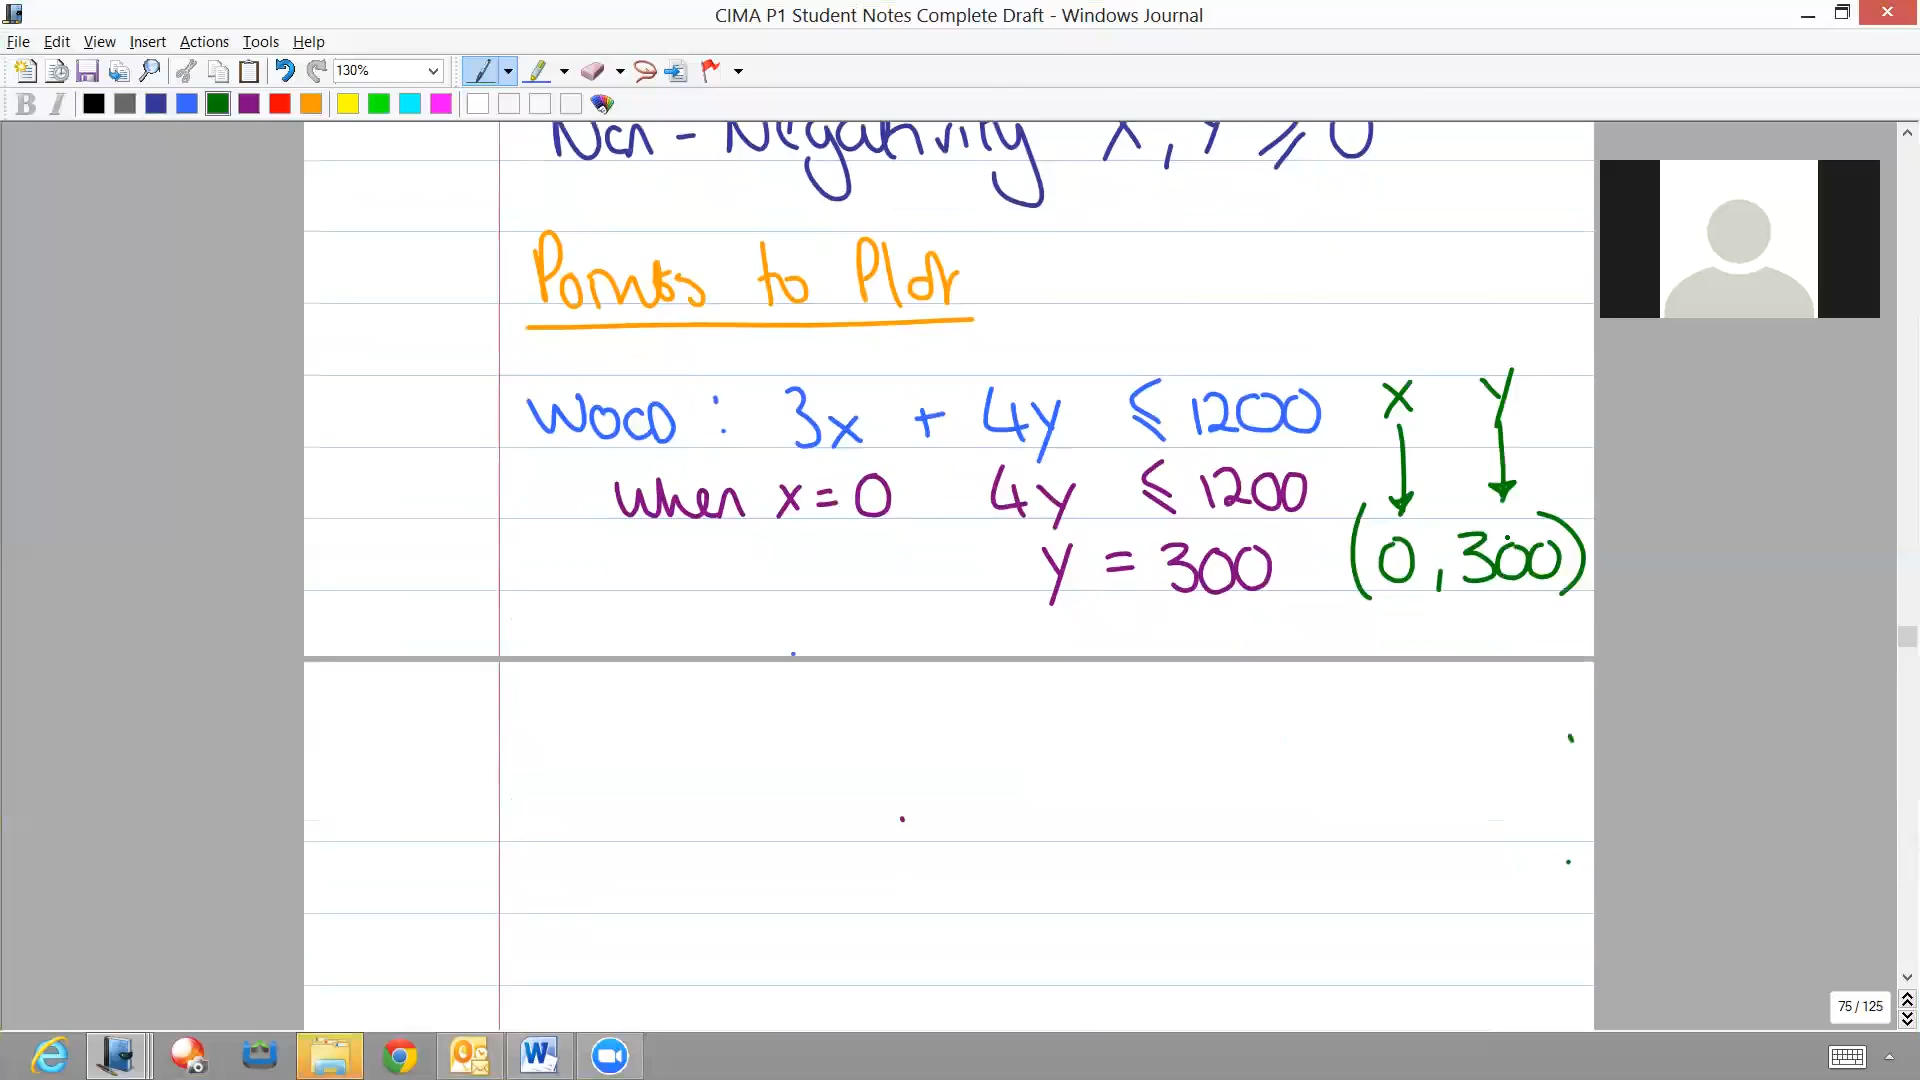 CIMA P1 Student Notes Complete Draft - Windows Journal
File Edit View Insert Actions Tools Help
130%
B I
Non - Negativity X, Y ⩾ 0
Points to Plot
Wood : 3x + 4y ⩽ 1200 X Y
when x = 0 4y ⩽ 1200
y = 300 (0, 300)
75 / 125